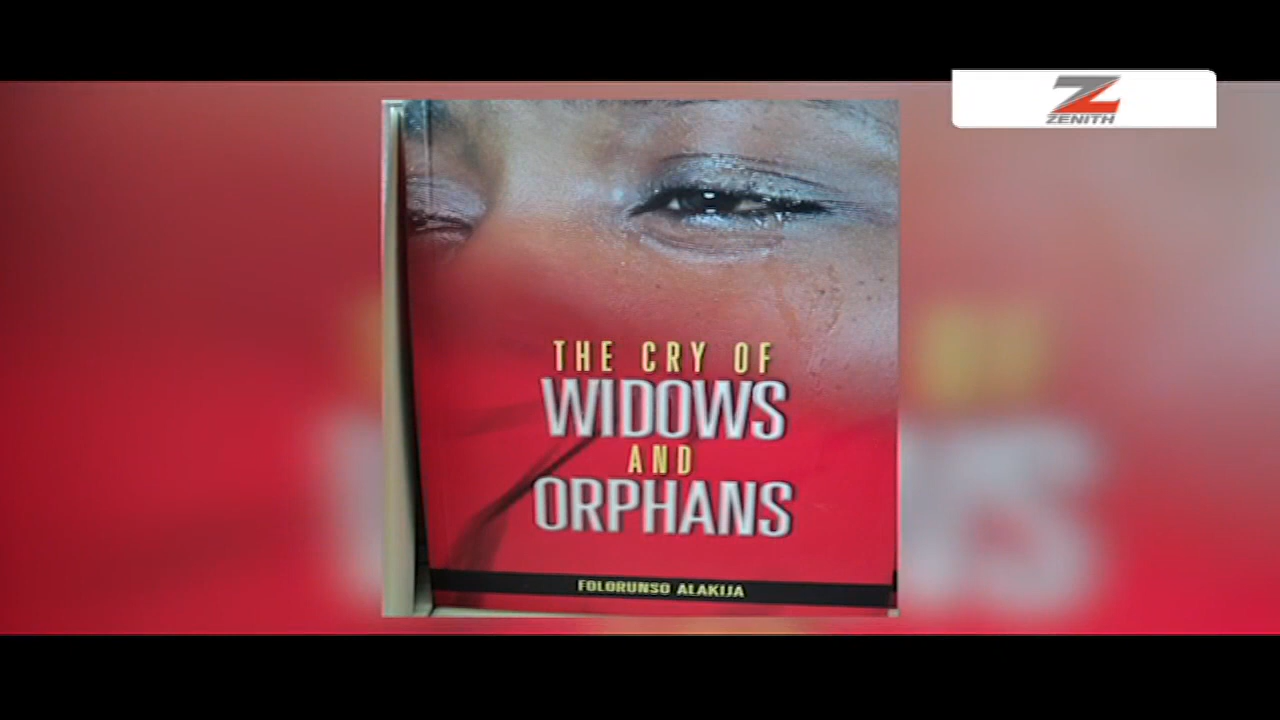 ZENITH
THE CRY OF
WIDOWS
AND
ORPHANS
FOLORUNSO ALAKIJA